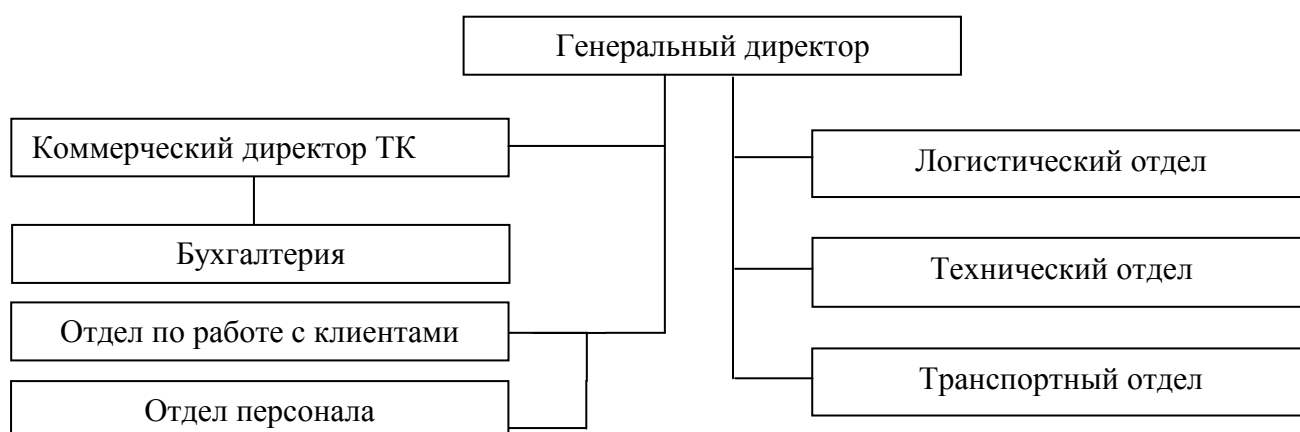 Генеральный директор
Коммерческий директор ТК
Бухгалтерия
Отдел по работе с клиентами
Отдел персонала
Логистический отдел
Технический отдел
Транспортный отдел